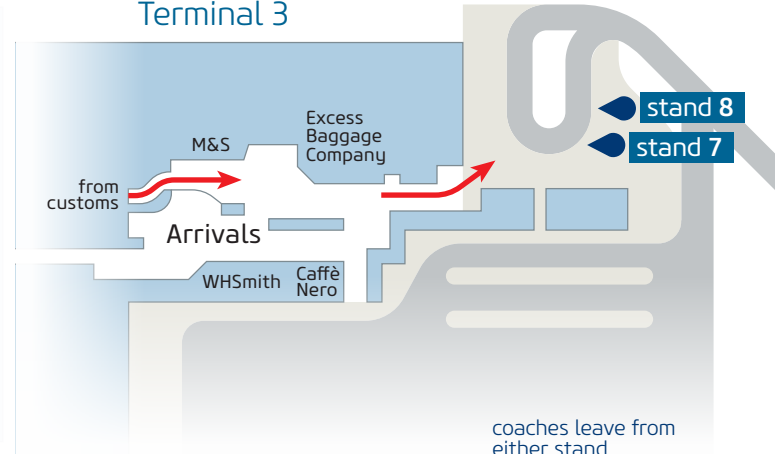 Terminal 3
stand 8
stand 7
Excess
Baggage
Company
M&S
from
customs
Arrivals
WHSmith
Caffè
Nero
coaches leave from
either stand